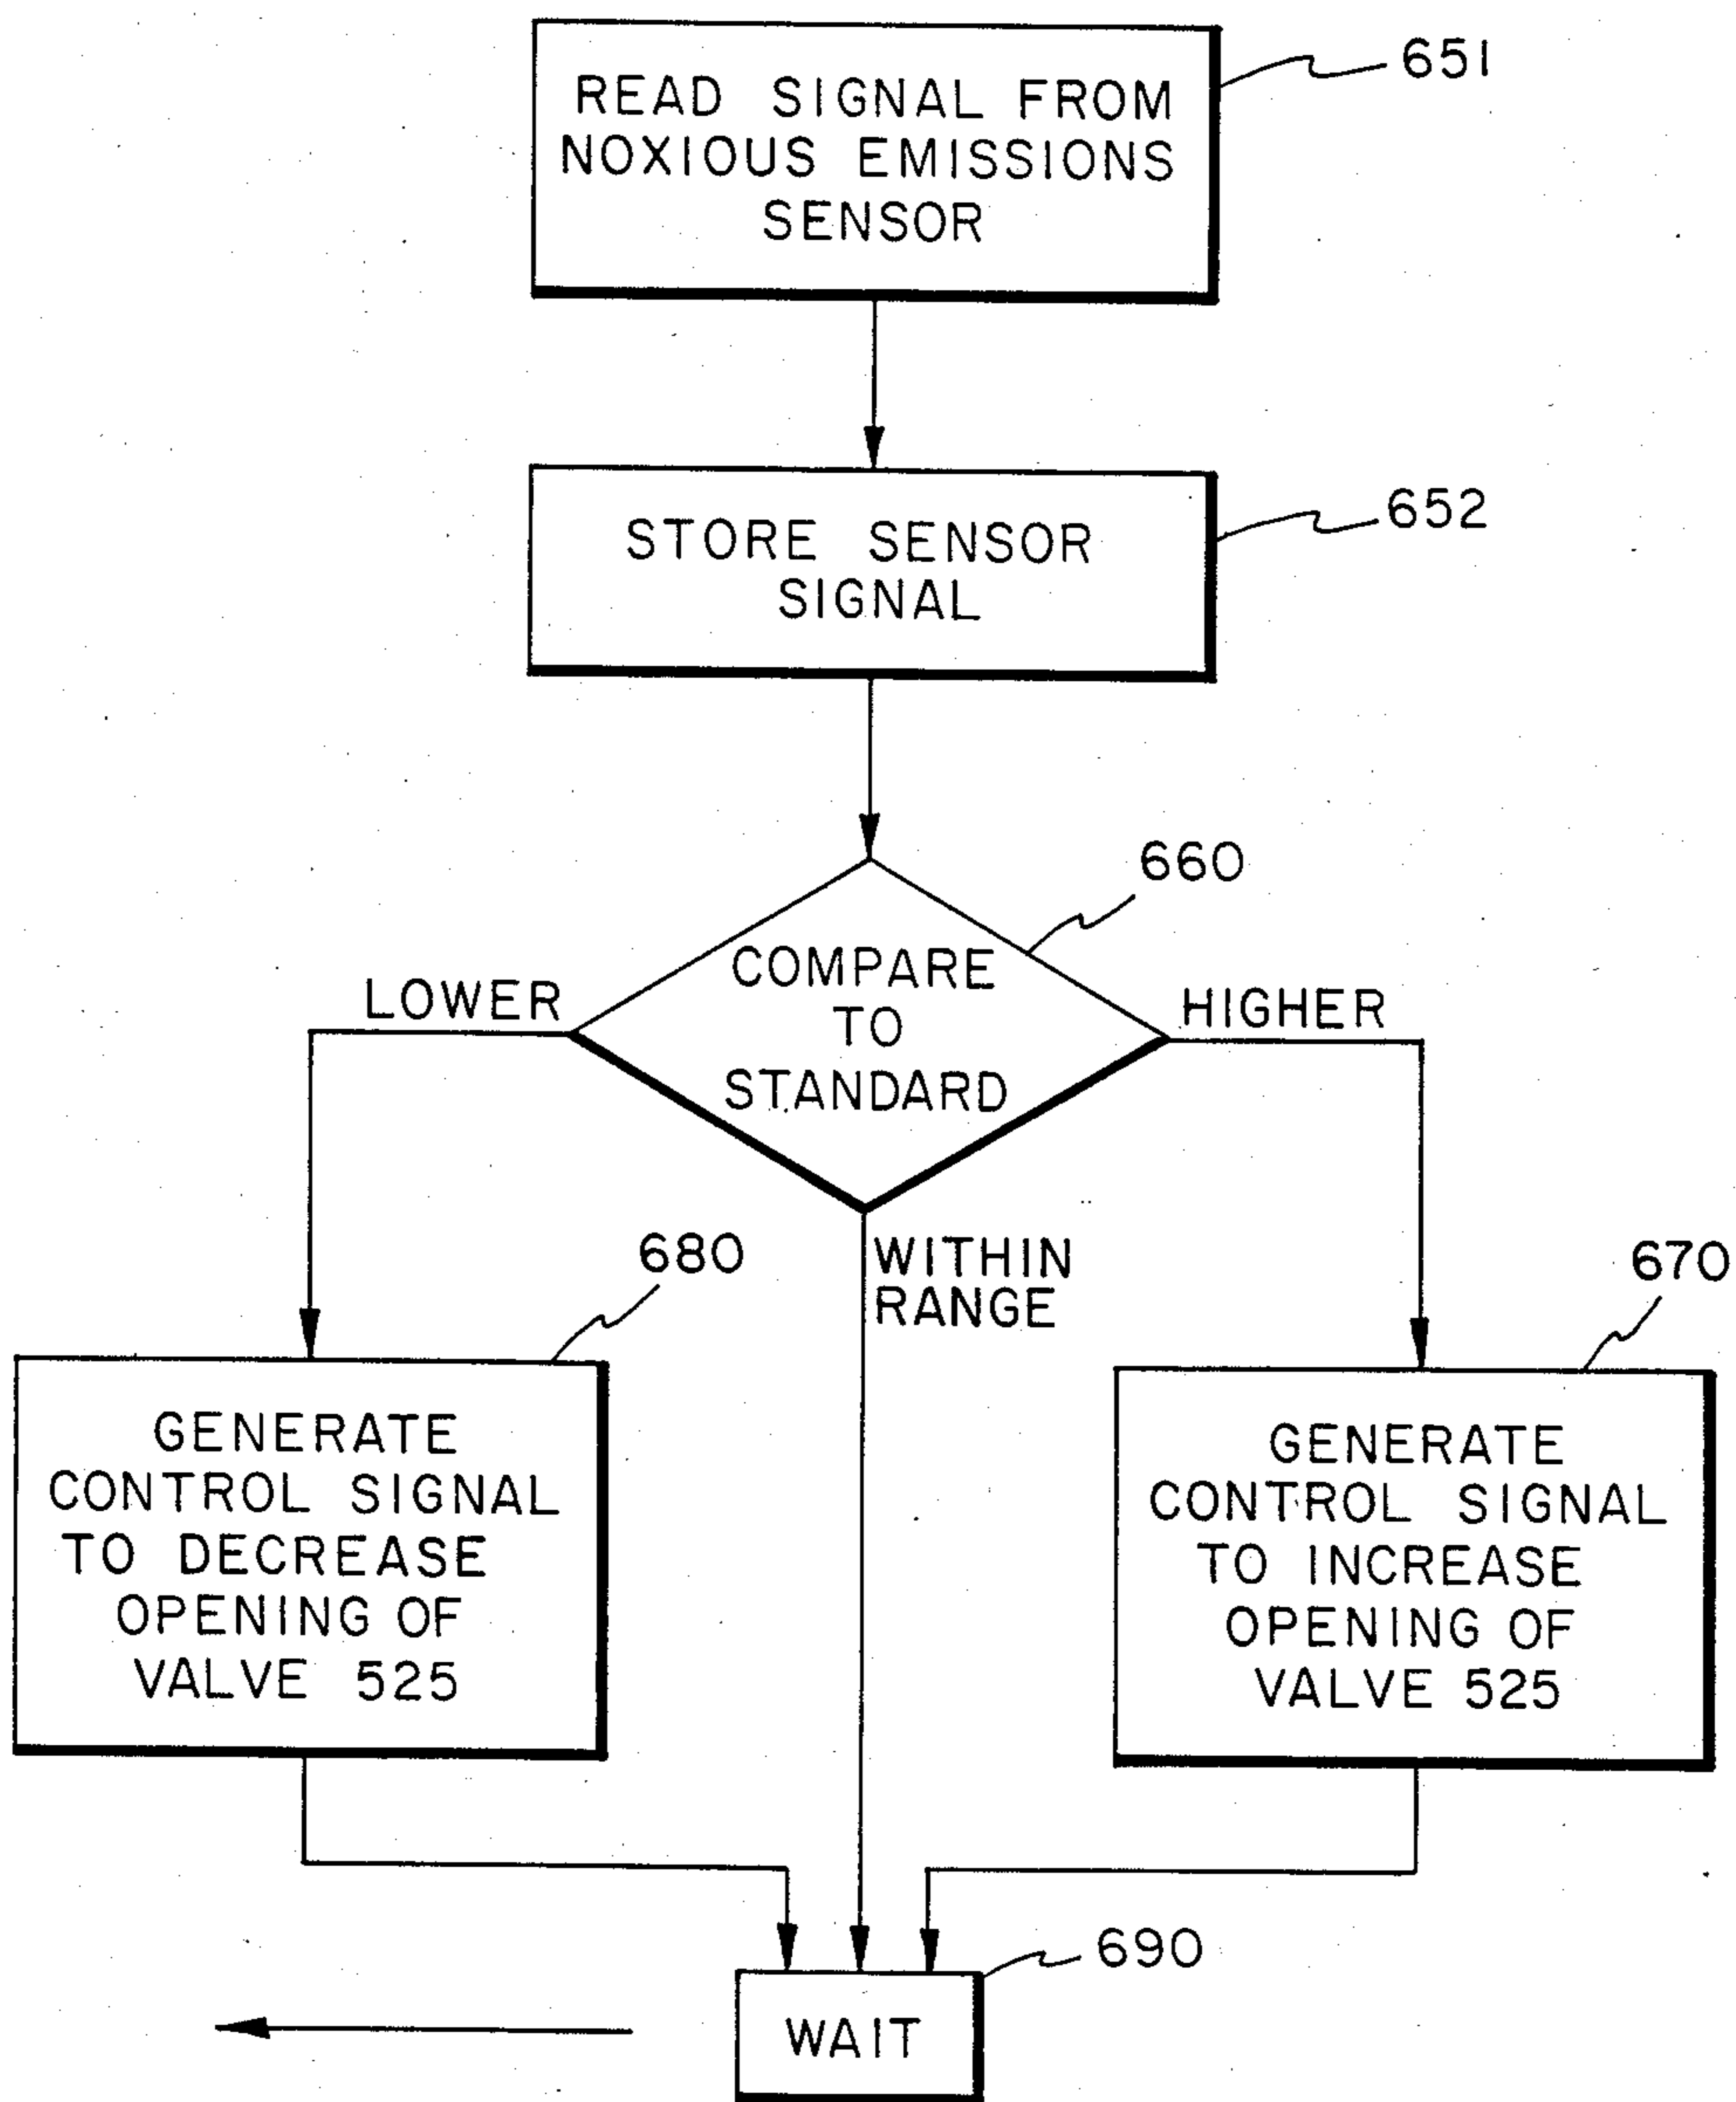 READ SIGNAL FROM
NOXIOUS EMISSIONS
SENSOR
651
STORE SENSOR
SIGNAL
652
COMPARE
TO
STANDARD
660
LOWER
HIGHER
WITHIN
RANGE
680
670
GENERATE
CONTROL SIGNAL
TO DECREASE
OPENING OF
VALVE 525
GENERATE
CONTROL SIGNAL
TO INCREASE
OPENING OF
VALVE 525
690
WAIT